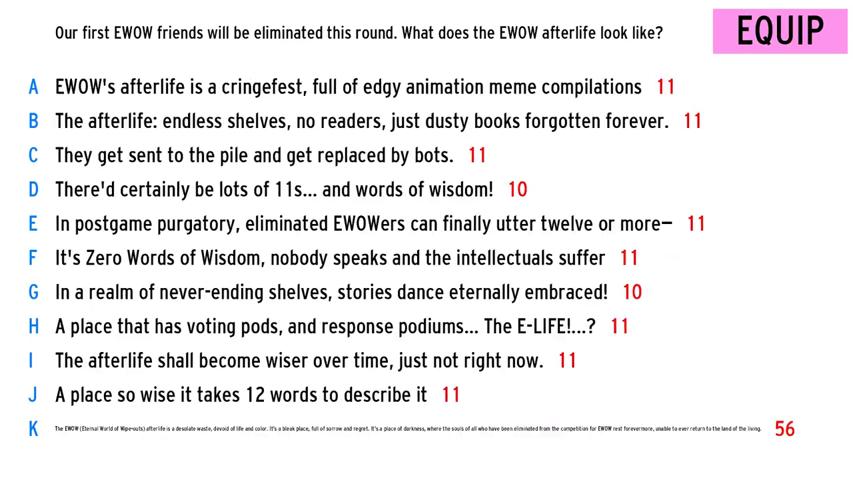 Our first EWOW friends will be eliminated this round. What does the EWOW afterlife look like?
EQUIP
A EWOW's afterlife is a cringefest, full of edgy animation meme compilations 11
B The afterlife: endless shelves, no readers, just dusty books forgotten forever. 11
C They get sent to the pile and get replaced by bots. 11
D There'd certainly be lots of 11s... and words of wisdom! 10
E In postgame purgatory, eliminated EWOWers can finally utter twelve or more— 11
F It's Zero Words of Wisdom, nobody speaks and the intellectuals suffer 11
G In a realm of never-ending shelves, stories dance eternally embraced! 10
H A place that has voting pods, and response podiums... The E-LIFE!...? 11
I The afterlife shall become wiser over time, just not right now. 11
J A place so wise it takes 12 words to describe it 11
K The EWOW (Eternal World of Wipe-outs) afterlife is a desolate waste, devoid of life and color. It's a bleak place, full of sorrow and regret. It's a place of darkness, where the souls of all who have been eliminated from the competition for EWOW rest forevermore, unable to ever return to the land of the living. 56